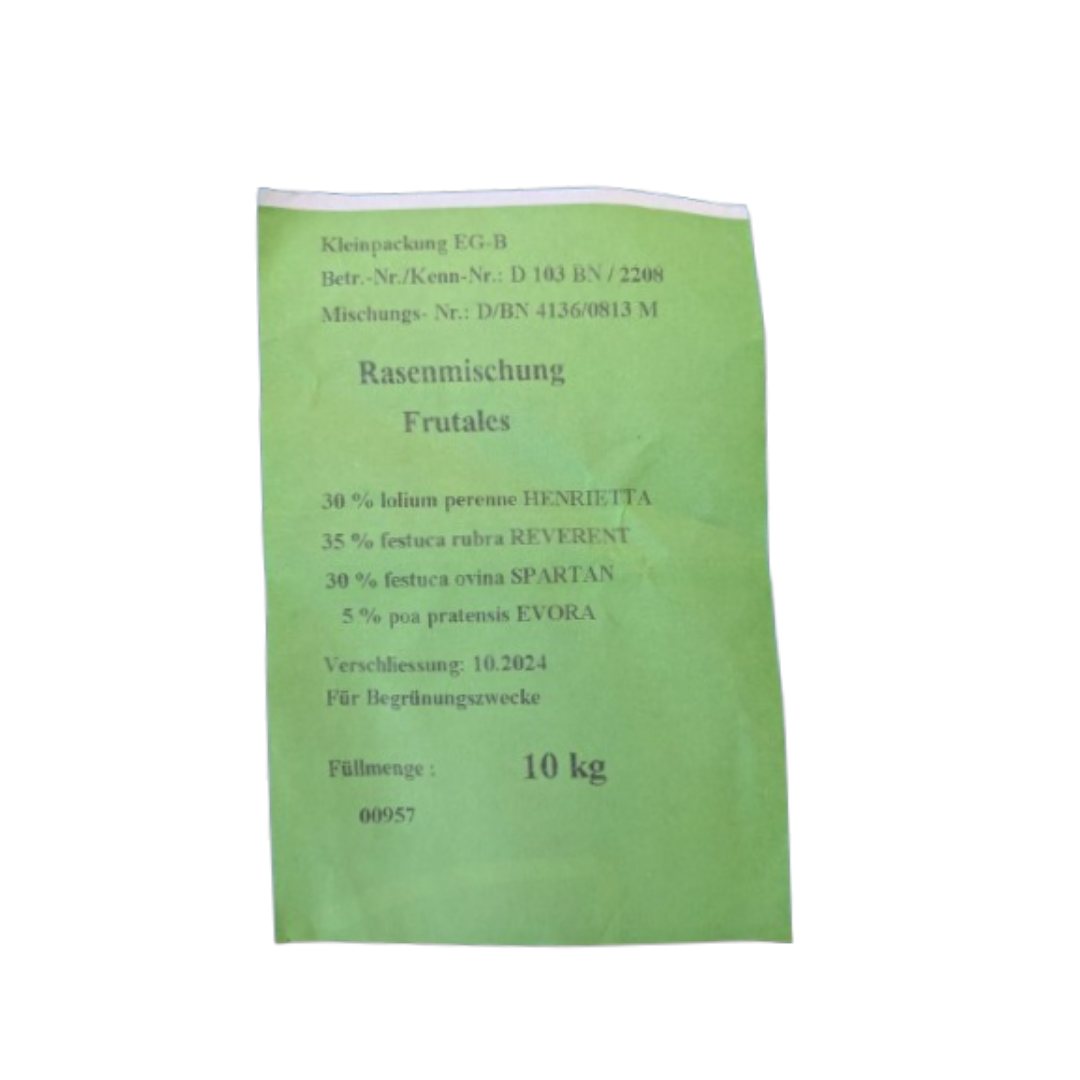 Kleinpackung EG-B
Betr.-Nr./Kenn-Nr.: D 103 BN / 2208
Mischungs- Nr.: D/BN 4136/0813 M
Rasenmischung
Frutales
30 % lolium perenne HENRIETTA
35 % festuca rubra REVERENT
30 % festuca ovina SPARTAN
5 % poa pratensis EVORA
Verschliessung: 10.2024
Für Begrünungszwecke
Füllmenge : 10 kg
00957